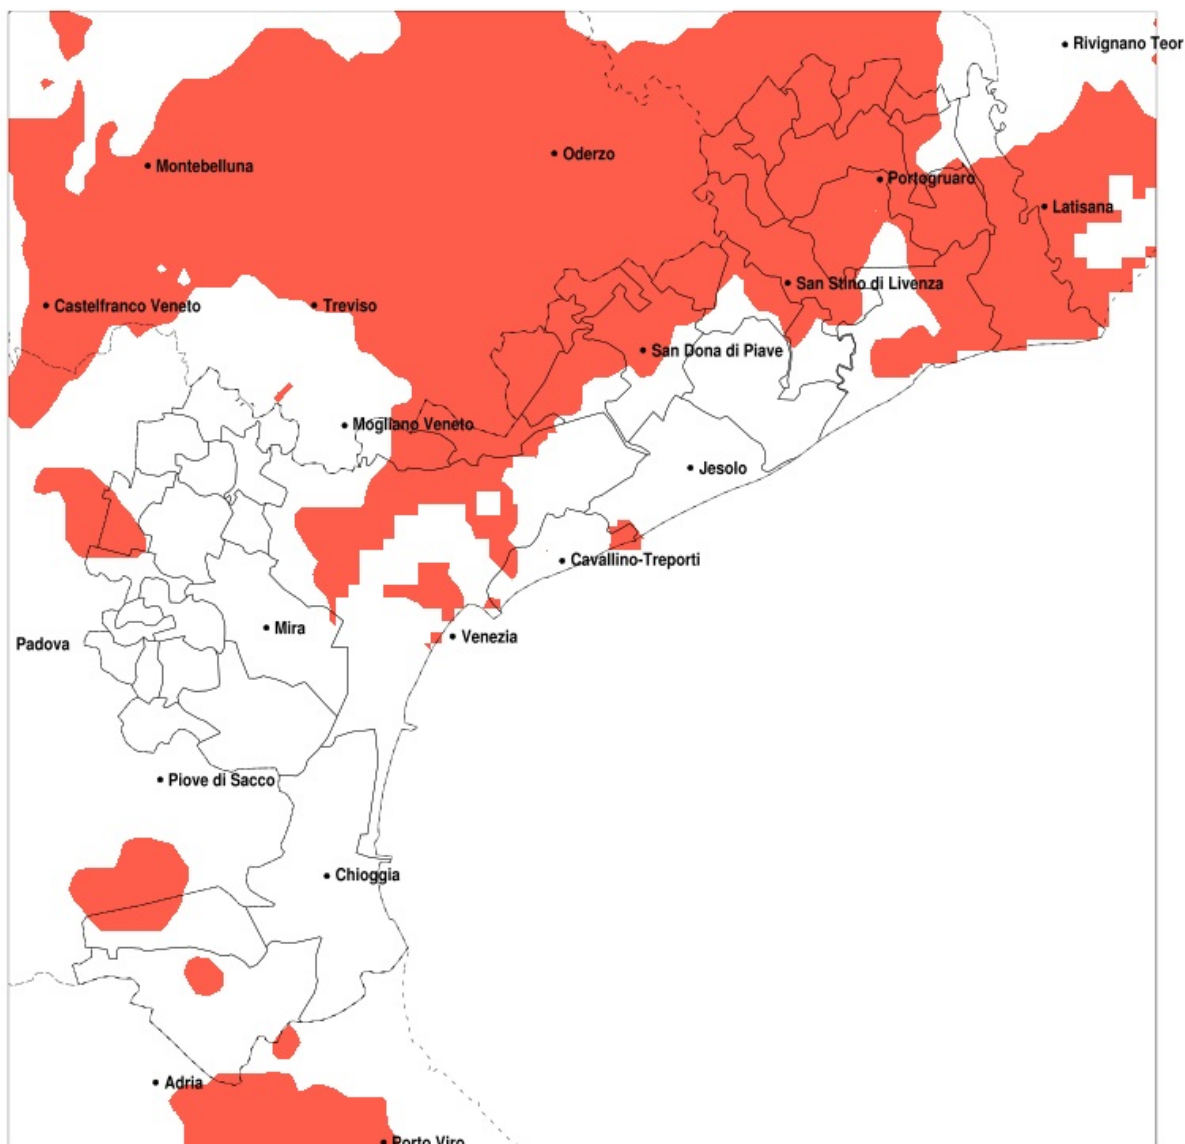 Rivignano Teor
Oderzo
Montebelluna
Portogruaro
Latisana
San Stino di Livenza
Castelfranco Veneto
Treviso
San Dona di Piave
Mogliano Veneto
Jesolo
Cavallino-Treporti
Mira
Venezia
Padova
Piove di Sacco
Chioggia
Adria
Porto Viro